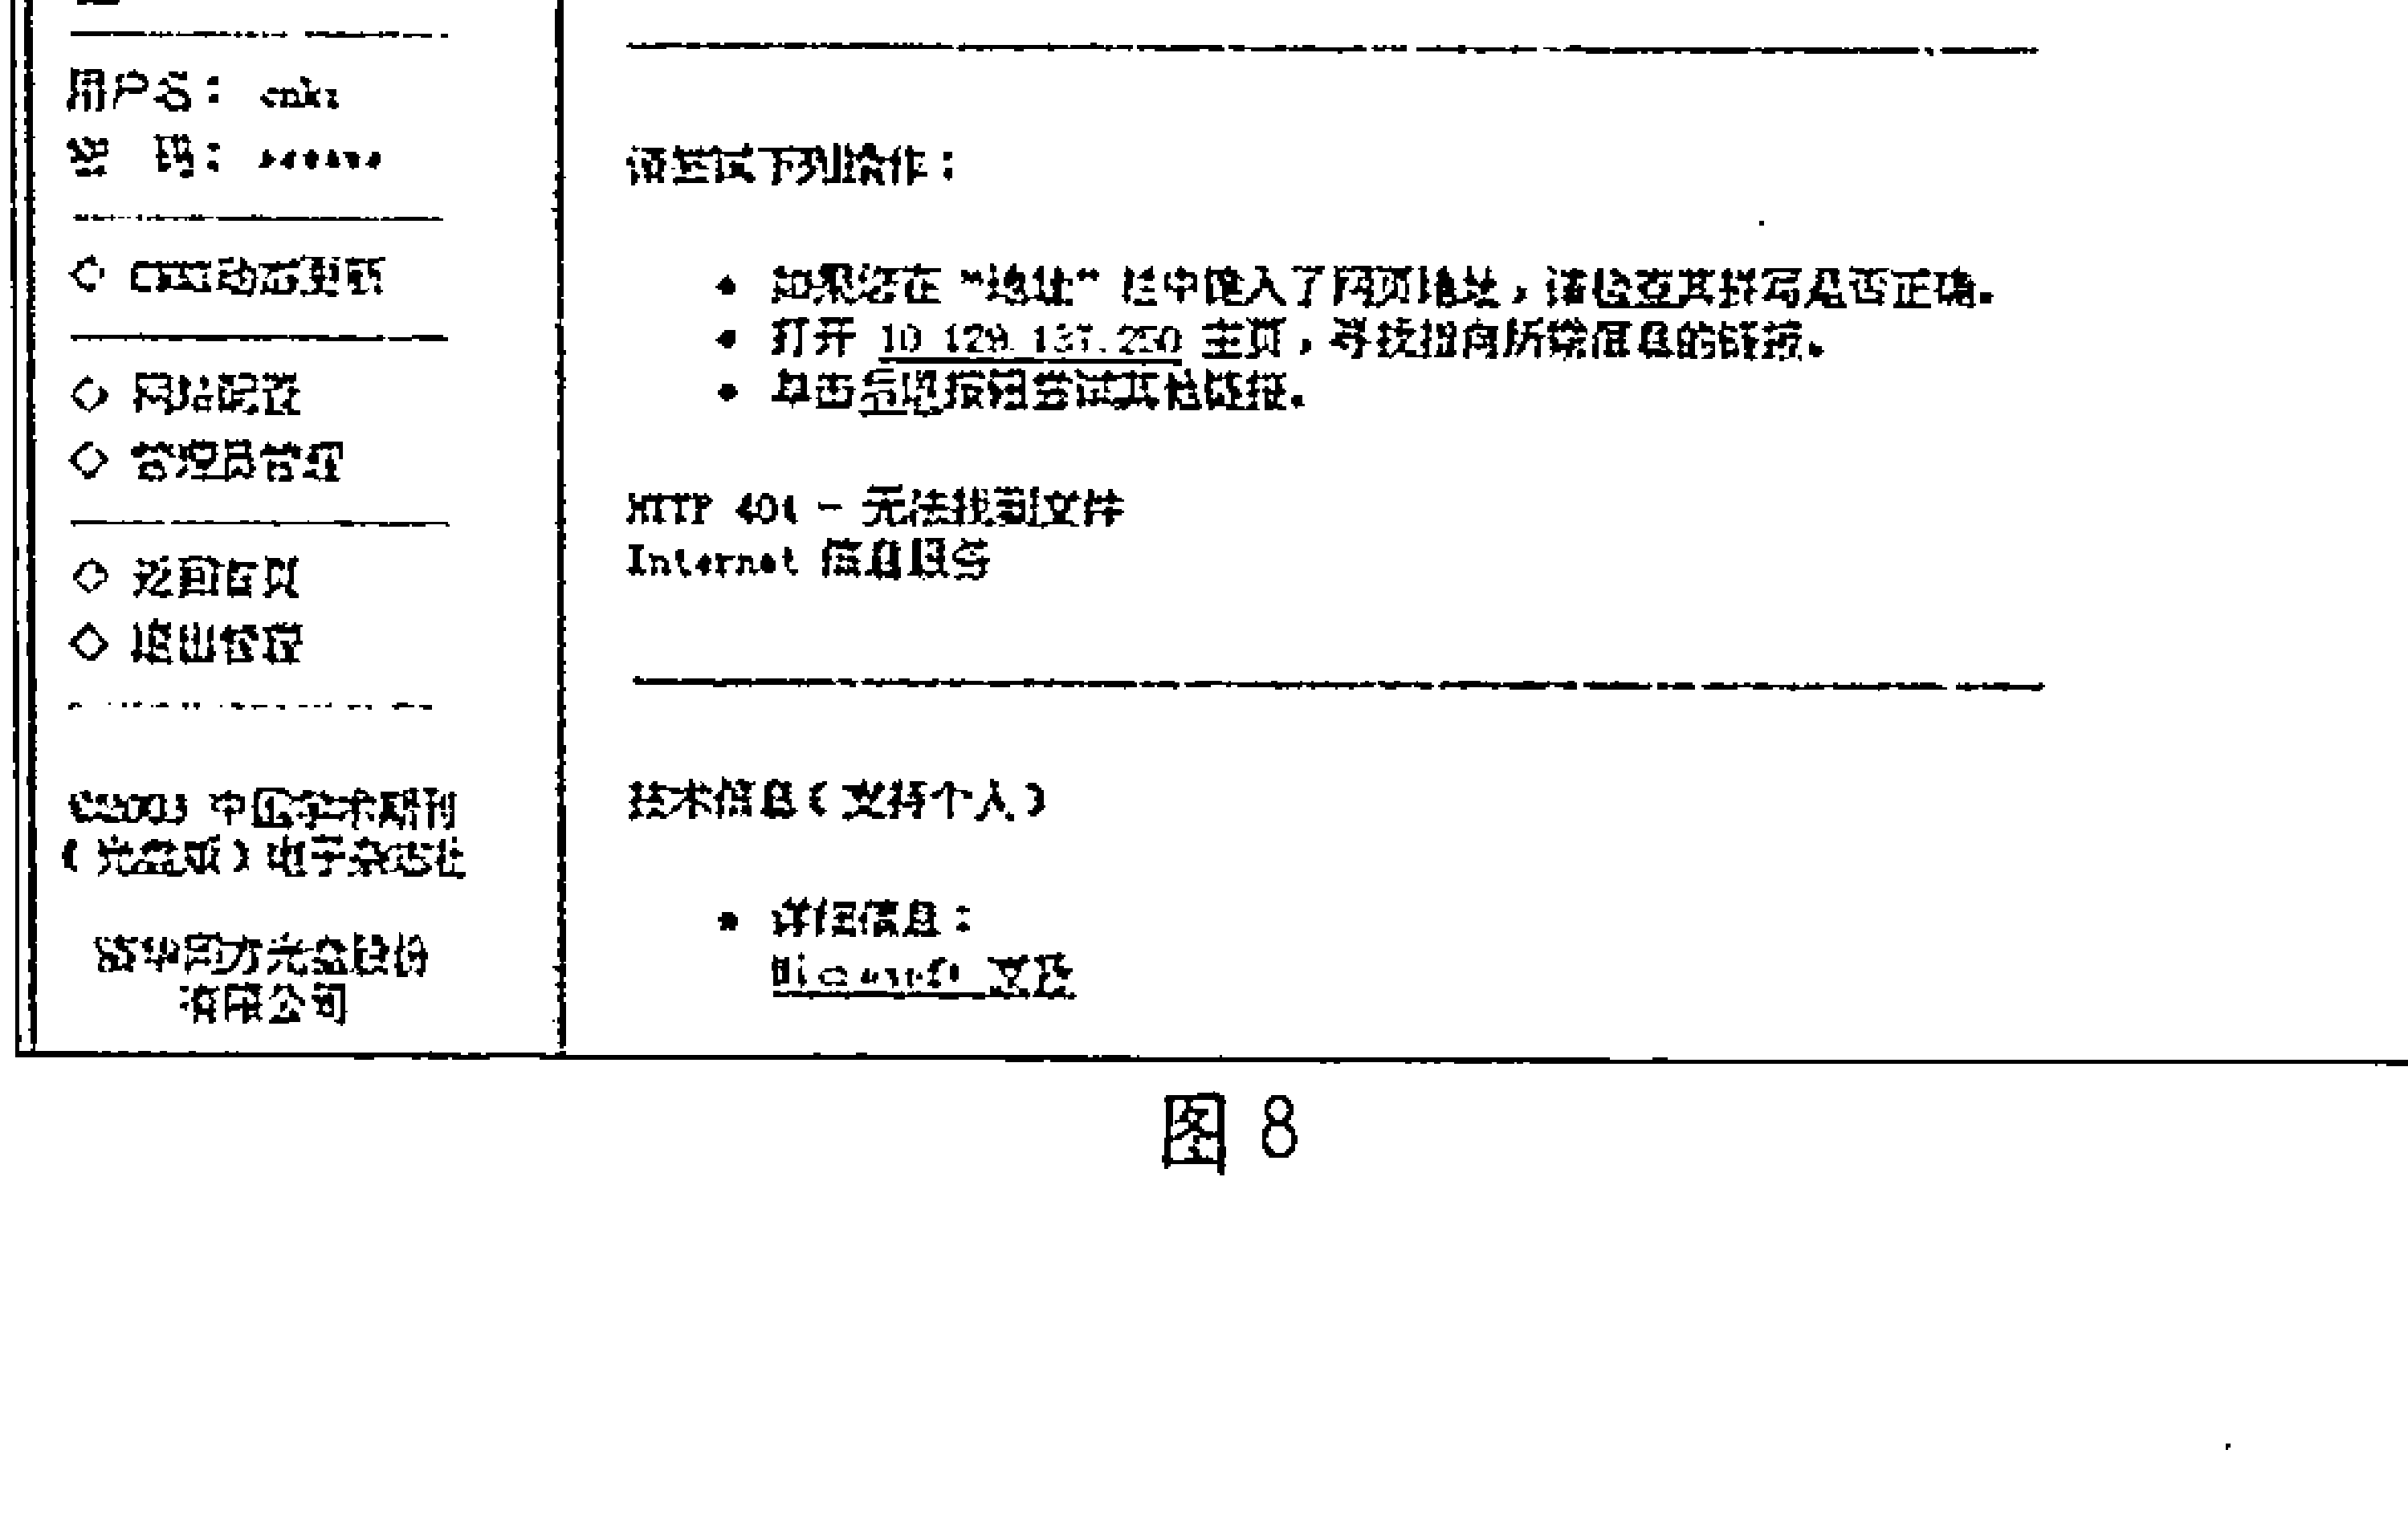 用户名： cnki
密 码： ******
◇ CNKI动态更新
◇ 网站配置
◇ 管理员管理
◇ 返回首页
◇ 退出管理
©2003 中国学术期刊
（光盘版）电子杂志社
清华同方光盘股份
有限公司
请尝试下列操作：
• 如果您在“地址”栏中键入了网页地址，请检查其拼写是否正确。
• 打开 10.129.137.250 主页，寻找指向所需信息的链接。
• 单击后退按钮尝试其他链接。
HTTP 404 - 无法找到文件
Internet 信息服务
技术信息（支持个人）
• 详细信息：
Microsoft 支持
图 8